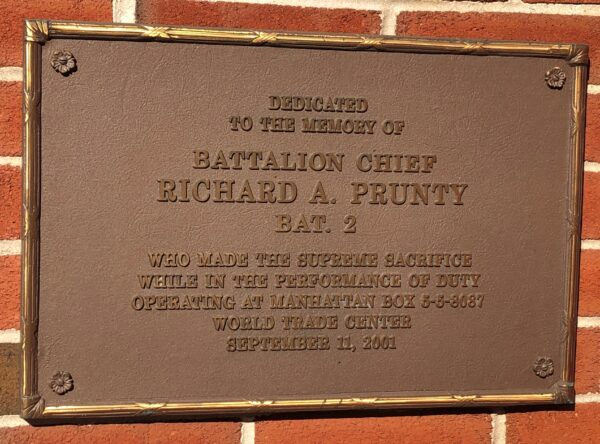 DEDICATED
TO THE MEMORY OF
BATTALION CHIEF
RICHARD A. PRUNTY
BAT. 2
WHO MADE THE SUPREME SACRIFICE
WHILE IN THE PERFORMANCE OF DUTY
OPERATING AT MANHATTAN BOX 5-5-8087
WORLD TRADE CENTER
SEPTEMBER 11, 2001